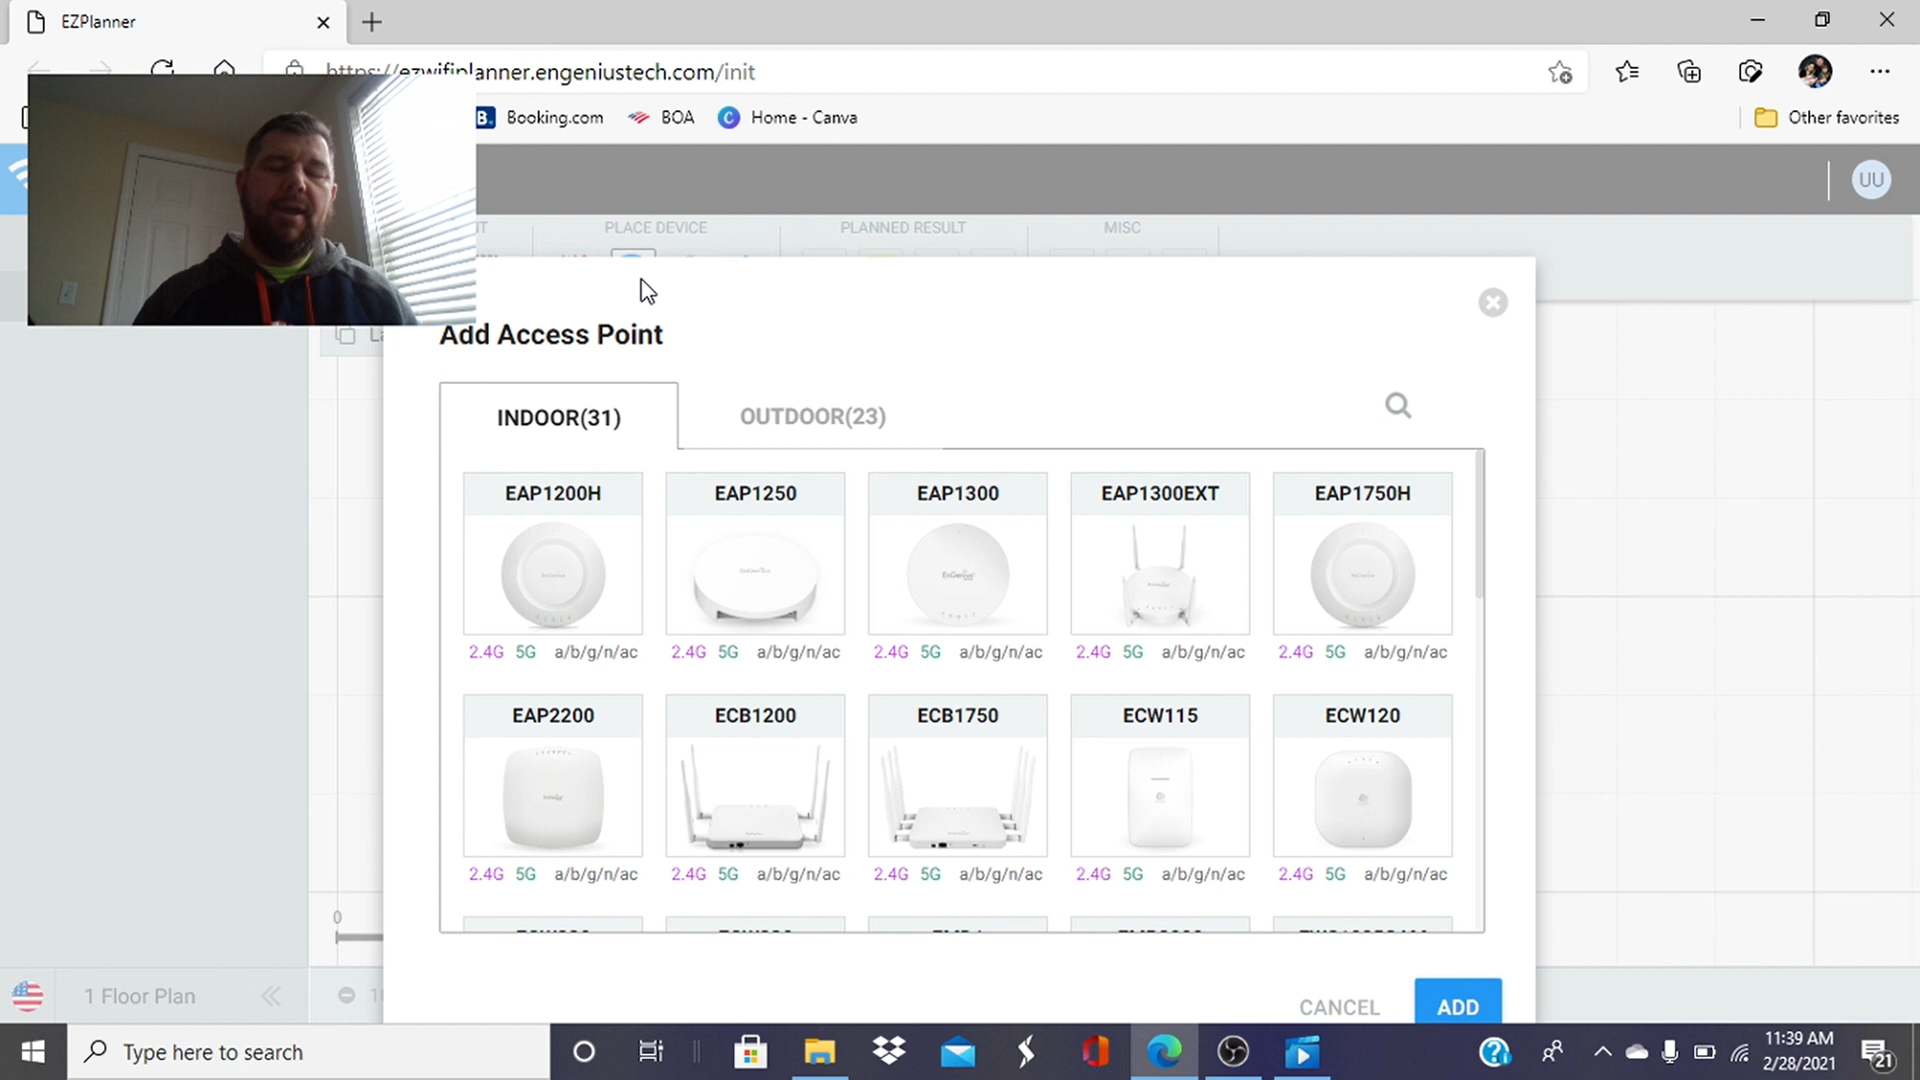 EZPlanner
https://ezwifiplanner.engeniustech.com/init
B. Booking.com
BOA
C Home - Canva
Other favorites
UU
PLACE DEVICE
PLANNED RESULT
MISC
Add Access Point
INDOOR(31)
OUTDOOR(23)
EAP1200H
EAP1250
EAP1300
EAP1300EXT
EAP1750H
2.4G 5G a/b/g/n/ac
2.4G 5G a/b/g/n/ac
2.4G 5G a/b/g/n/ac
2.4G 5G a/b/g/n/ac
2.4G 5G a/b/g/n/ac
EAP2200
ECB1200
ECB1750
ECW115
ECW120
2.4G 5G a/b/g/n/ac
2.4G 5G a/b/g/n/ac
2.4G 5G a/b/g/n/ac
2.4G 5G a/b/g/n/ac
2.4G 5G a/b/g/n/ac
0
1 Floor Plan
CANCEL
ADD
Type here to search
11:39 AM
2/28/2021
21